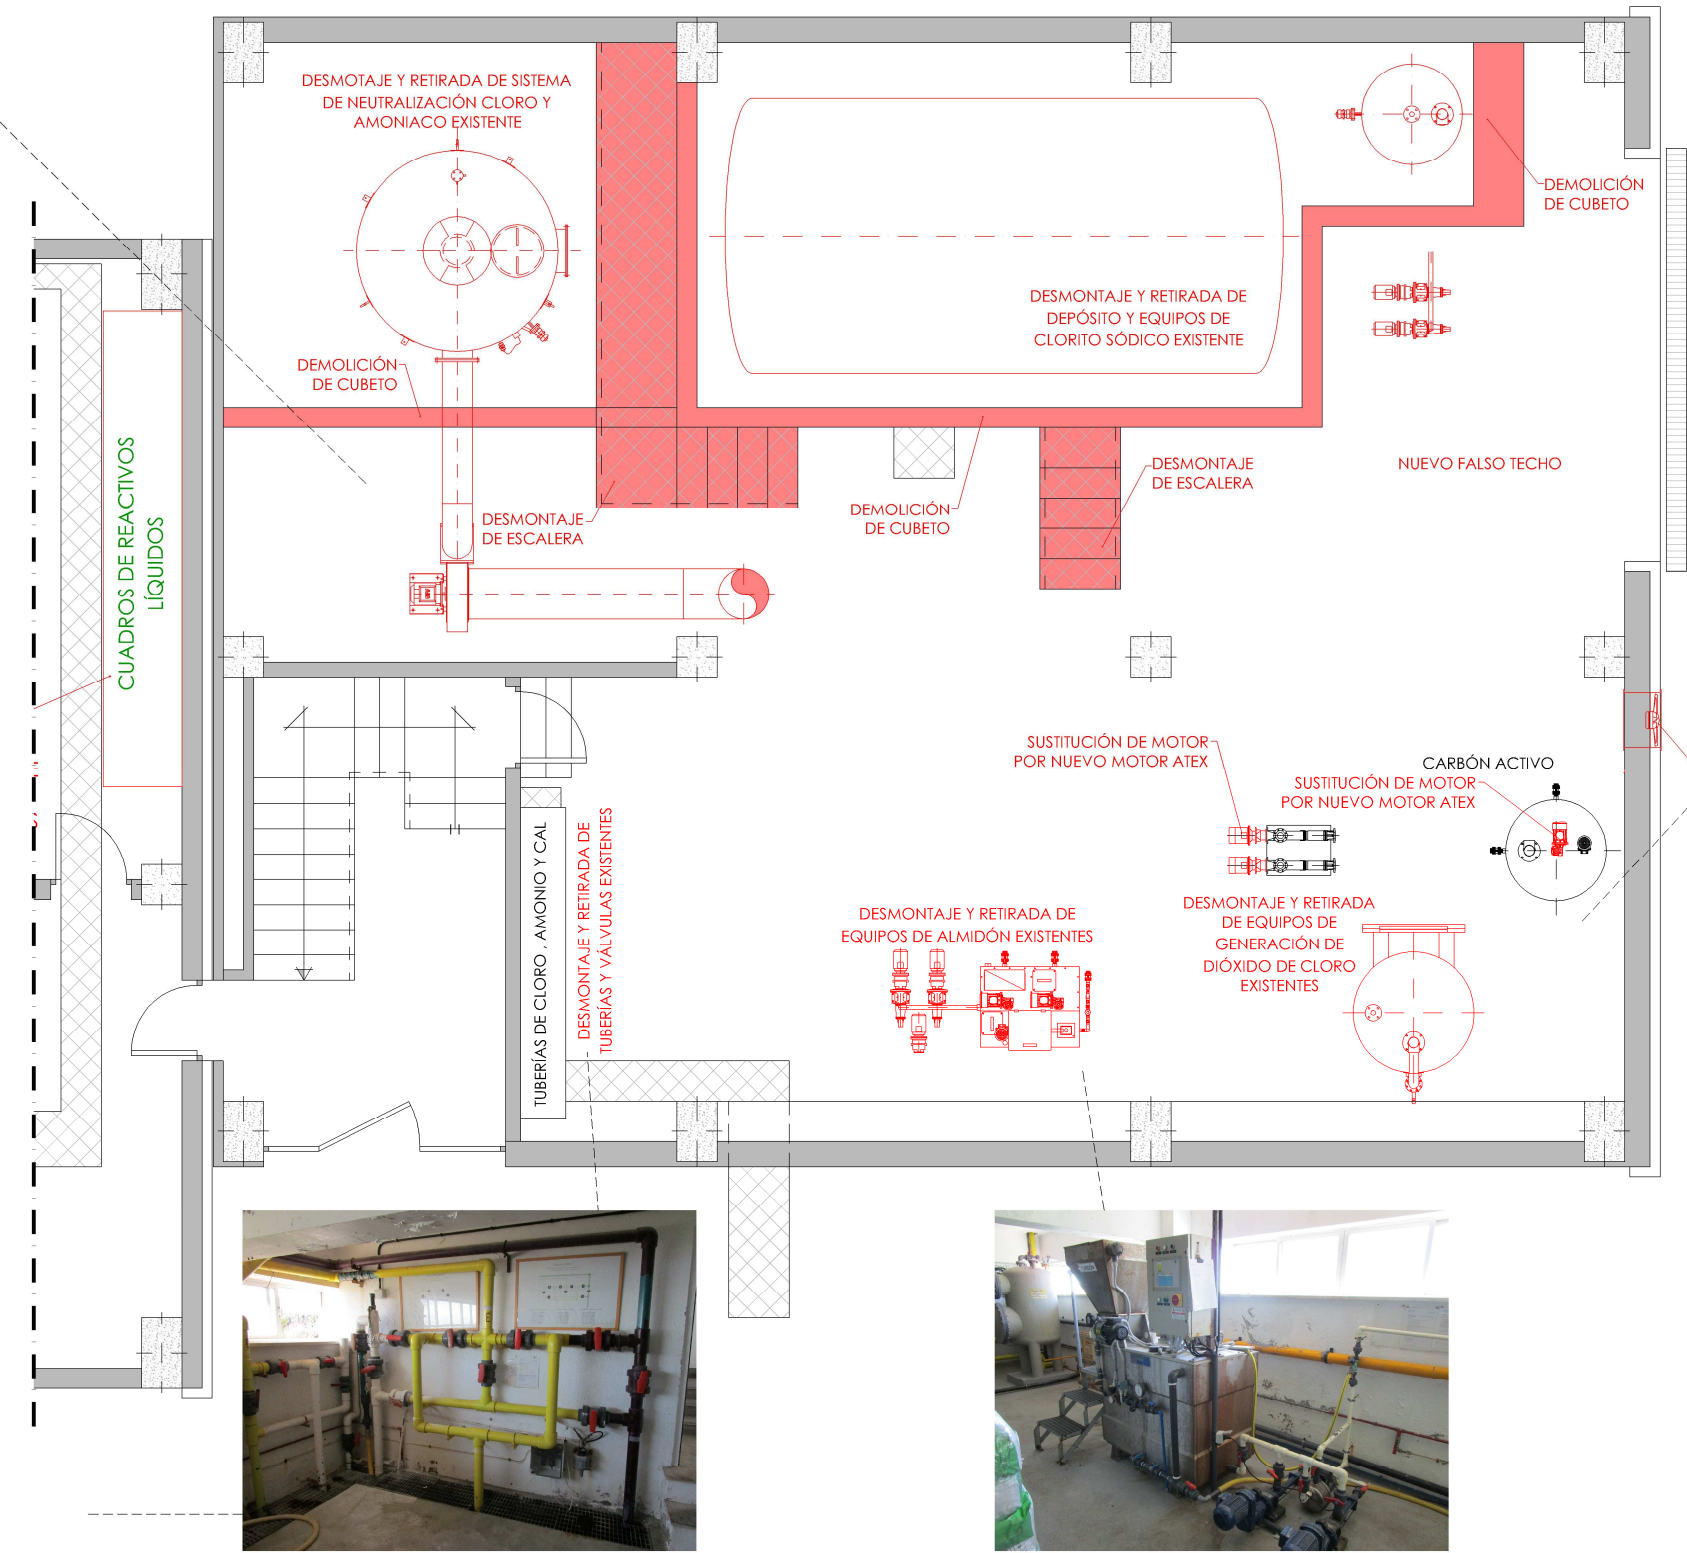 DESMOTAJE Y RETIRADA DE SISTEMA
DE NEUTRALIZACIÓN CLORO Y
AMONIACO EXISTENTE
DEMOLICIÓN
DE CUBETO
DESMONTAJE Y RETIRADA DE
DEPÓSITO Y EQUIPOS DE
CLORITO SÓDICO EXISTENTE
DEMOLICIÓN
DE CUBETO
CUADROS DE REACTIVOS
LÍQUIDOS
DESMONTAJE
DE ESCALERA
DEMOLICIÓN
DE CUBETO
DESMONTAJE
DE ESCALERA
NUEVO FALSO TECHO
SUSTITUCIÓN DE MOTOR
POR NUEVO MOTOR ATEX
CARBÓN ACTIVO
SUSTITUCIÓN DE MOTOR
POR NUEVO MOTOR ATEX
TUBERÍAS DE CLORO , AMONIO Y CAL
DESMONTAJE Y RETIRADA DE
TUBERÍAS Y VÁLVULAS EXISTENTES
DESMONTAJE Y RETIRADA DE
EQUIPOS DE ALMIDÓN EXISTENTES
DESMONTAJE Y RETIRADA
DE EQUIPOS DE
GENERACIÓN DE
DIÓXIDO DE CLORO
EXISTENTES